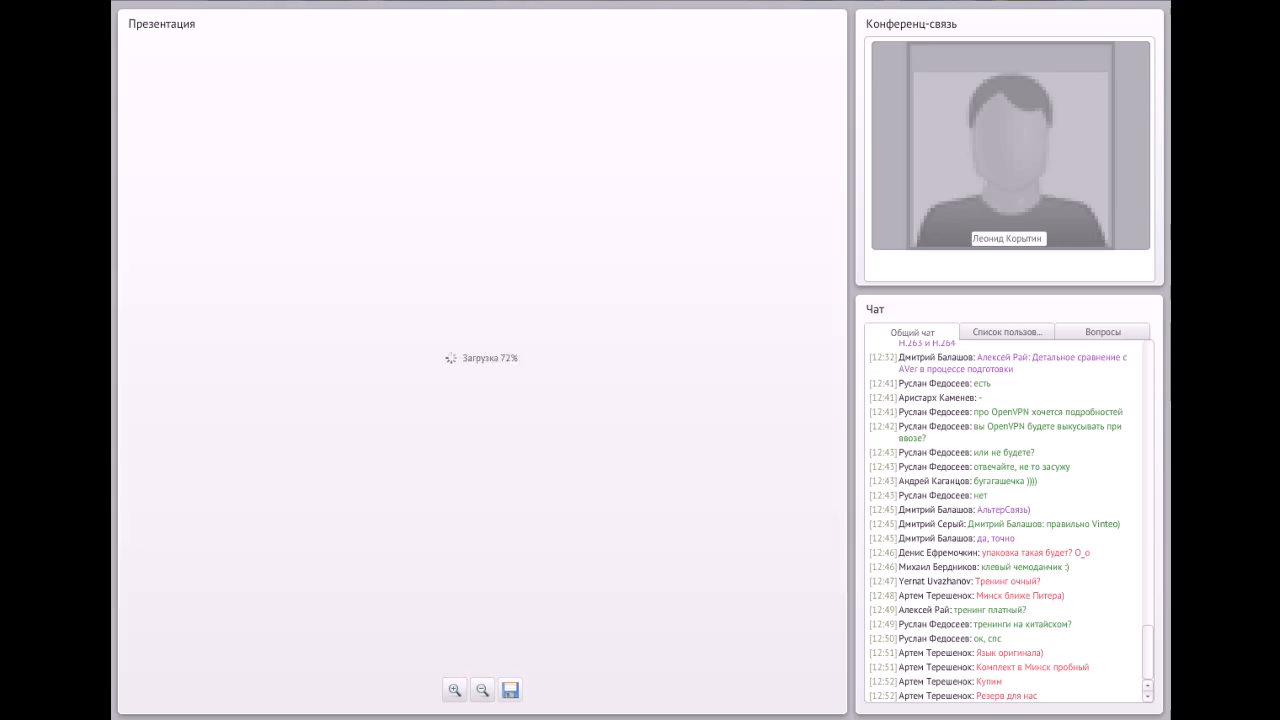 Презентация
Загрузка 72%
Конференц-связь
Леонид Корытин
Чат
Общий чат
Список пользов...
Вопросы
H.263 и H.264
[12:32] Дмитрий Балашов: Алексей Рай: Детальное сравнение с
AVer в процессе подготовки
[12:41] Руслан Федосеев: есть
[12:41] Аристарх Каменев: -
[12:41] Руслан Федосеев: про OpenVPN хочется подробностей
[12:42] Руслан Федосеев: вы OpenVPN будете выкусывать при
ввозе?
[12:43] Руслан Федосеев: или не будете?
[12:43] Руслан Федосеев: отвечайте, не то засужу
[12:43] Андрей Каганцов: бугагашечка ))))
[12:43] Руслан Федосеев: нет
[12:45] Дмитрий Балашов: АльтерСвязь)
[12:45] Дмитрий Серый: Дмитрий Балашов: правильно Vinteo)
[12:45] Дмитрий Балашов: да, точно
[12:46] Денис Ефремочкин: упаковка такая будет? О_о
[12:46] Михаил Бердников: клевый чемоданчик :)
[12:47] Yernat Uvazhanov: Тренинг очный?
[12:48] Артем Терешенок: Минск ближе Питера)
[12:49] Алексей Рай: тренинг платный?
[12:49] Руслан Федосеев: тренинги на китайском?
[12:50] Руслан Федосеев: ок, спс
[12:51] Артем Терешенок: Язык оригинала)
[12:51] Артем Терешенок: Комплект в Минск пробный
[12:52] Артем Терешенок: Купим
[12:52] Артем Терешенок: Резерв для нас